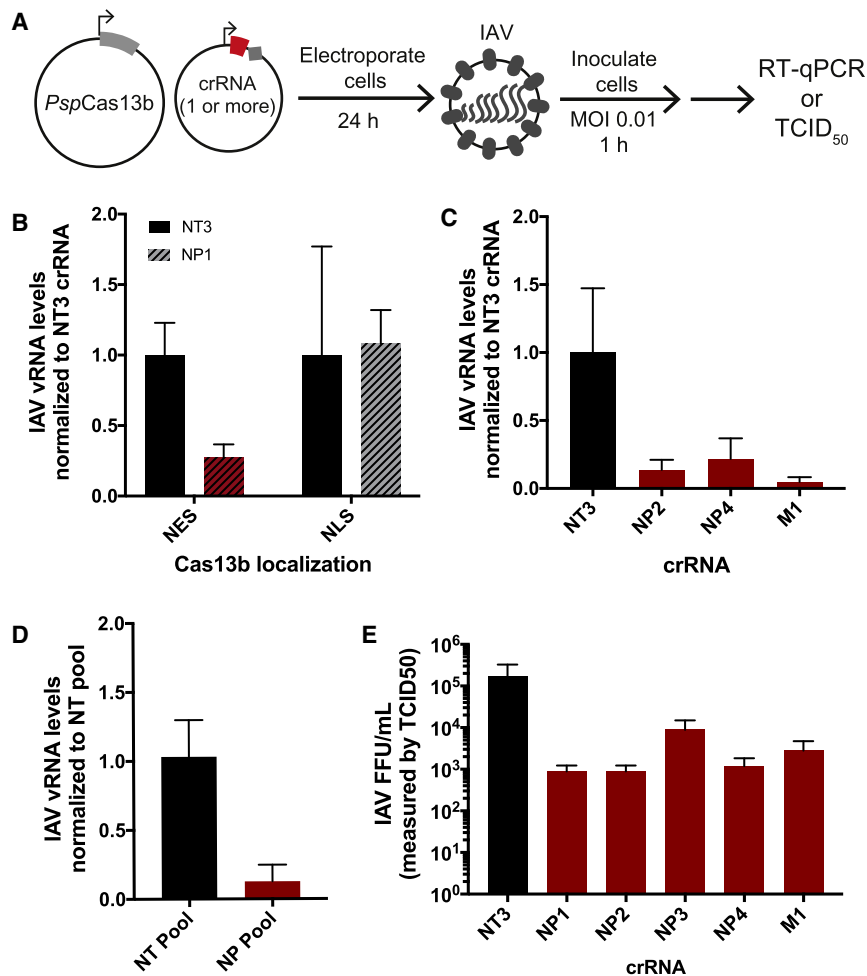 A
PspCas13b
crRNA
(1 or more)
Electroporate
cells
24 h
IAV
Inoculate
cells
MOI 0.01
1 h
RT-qPCR
or
TCID50
B
IAV vRNA levels
normalized to NT3 crRNA
2.0
1.5
1.0
0.5
0.0
NT3
NP1
NES
NLS
Cas13b localization
C
IAV vRNA levels
normalized to NT3 crRNA
2.0
1.5
1.0
0.5
0.0
NT3
NP2
NP4
M1
crRNA
D
IAV vRNA levels
normalized to NT pool
2.0
1.5
1.0
0.5
0.0
NT Pool
NP Pool
E
IAV FFU/mL
(measured by TCID50)
10^6
10^5
10^4
10^3
10^2
10^1
10^0
NT3
NP1
NP2
NP3
NP4
M1
crRNA